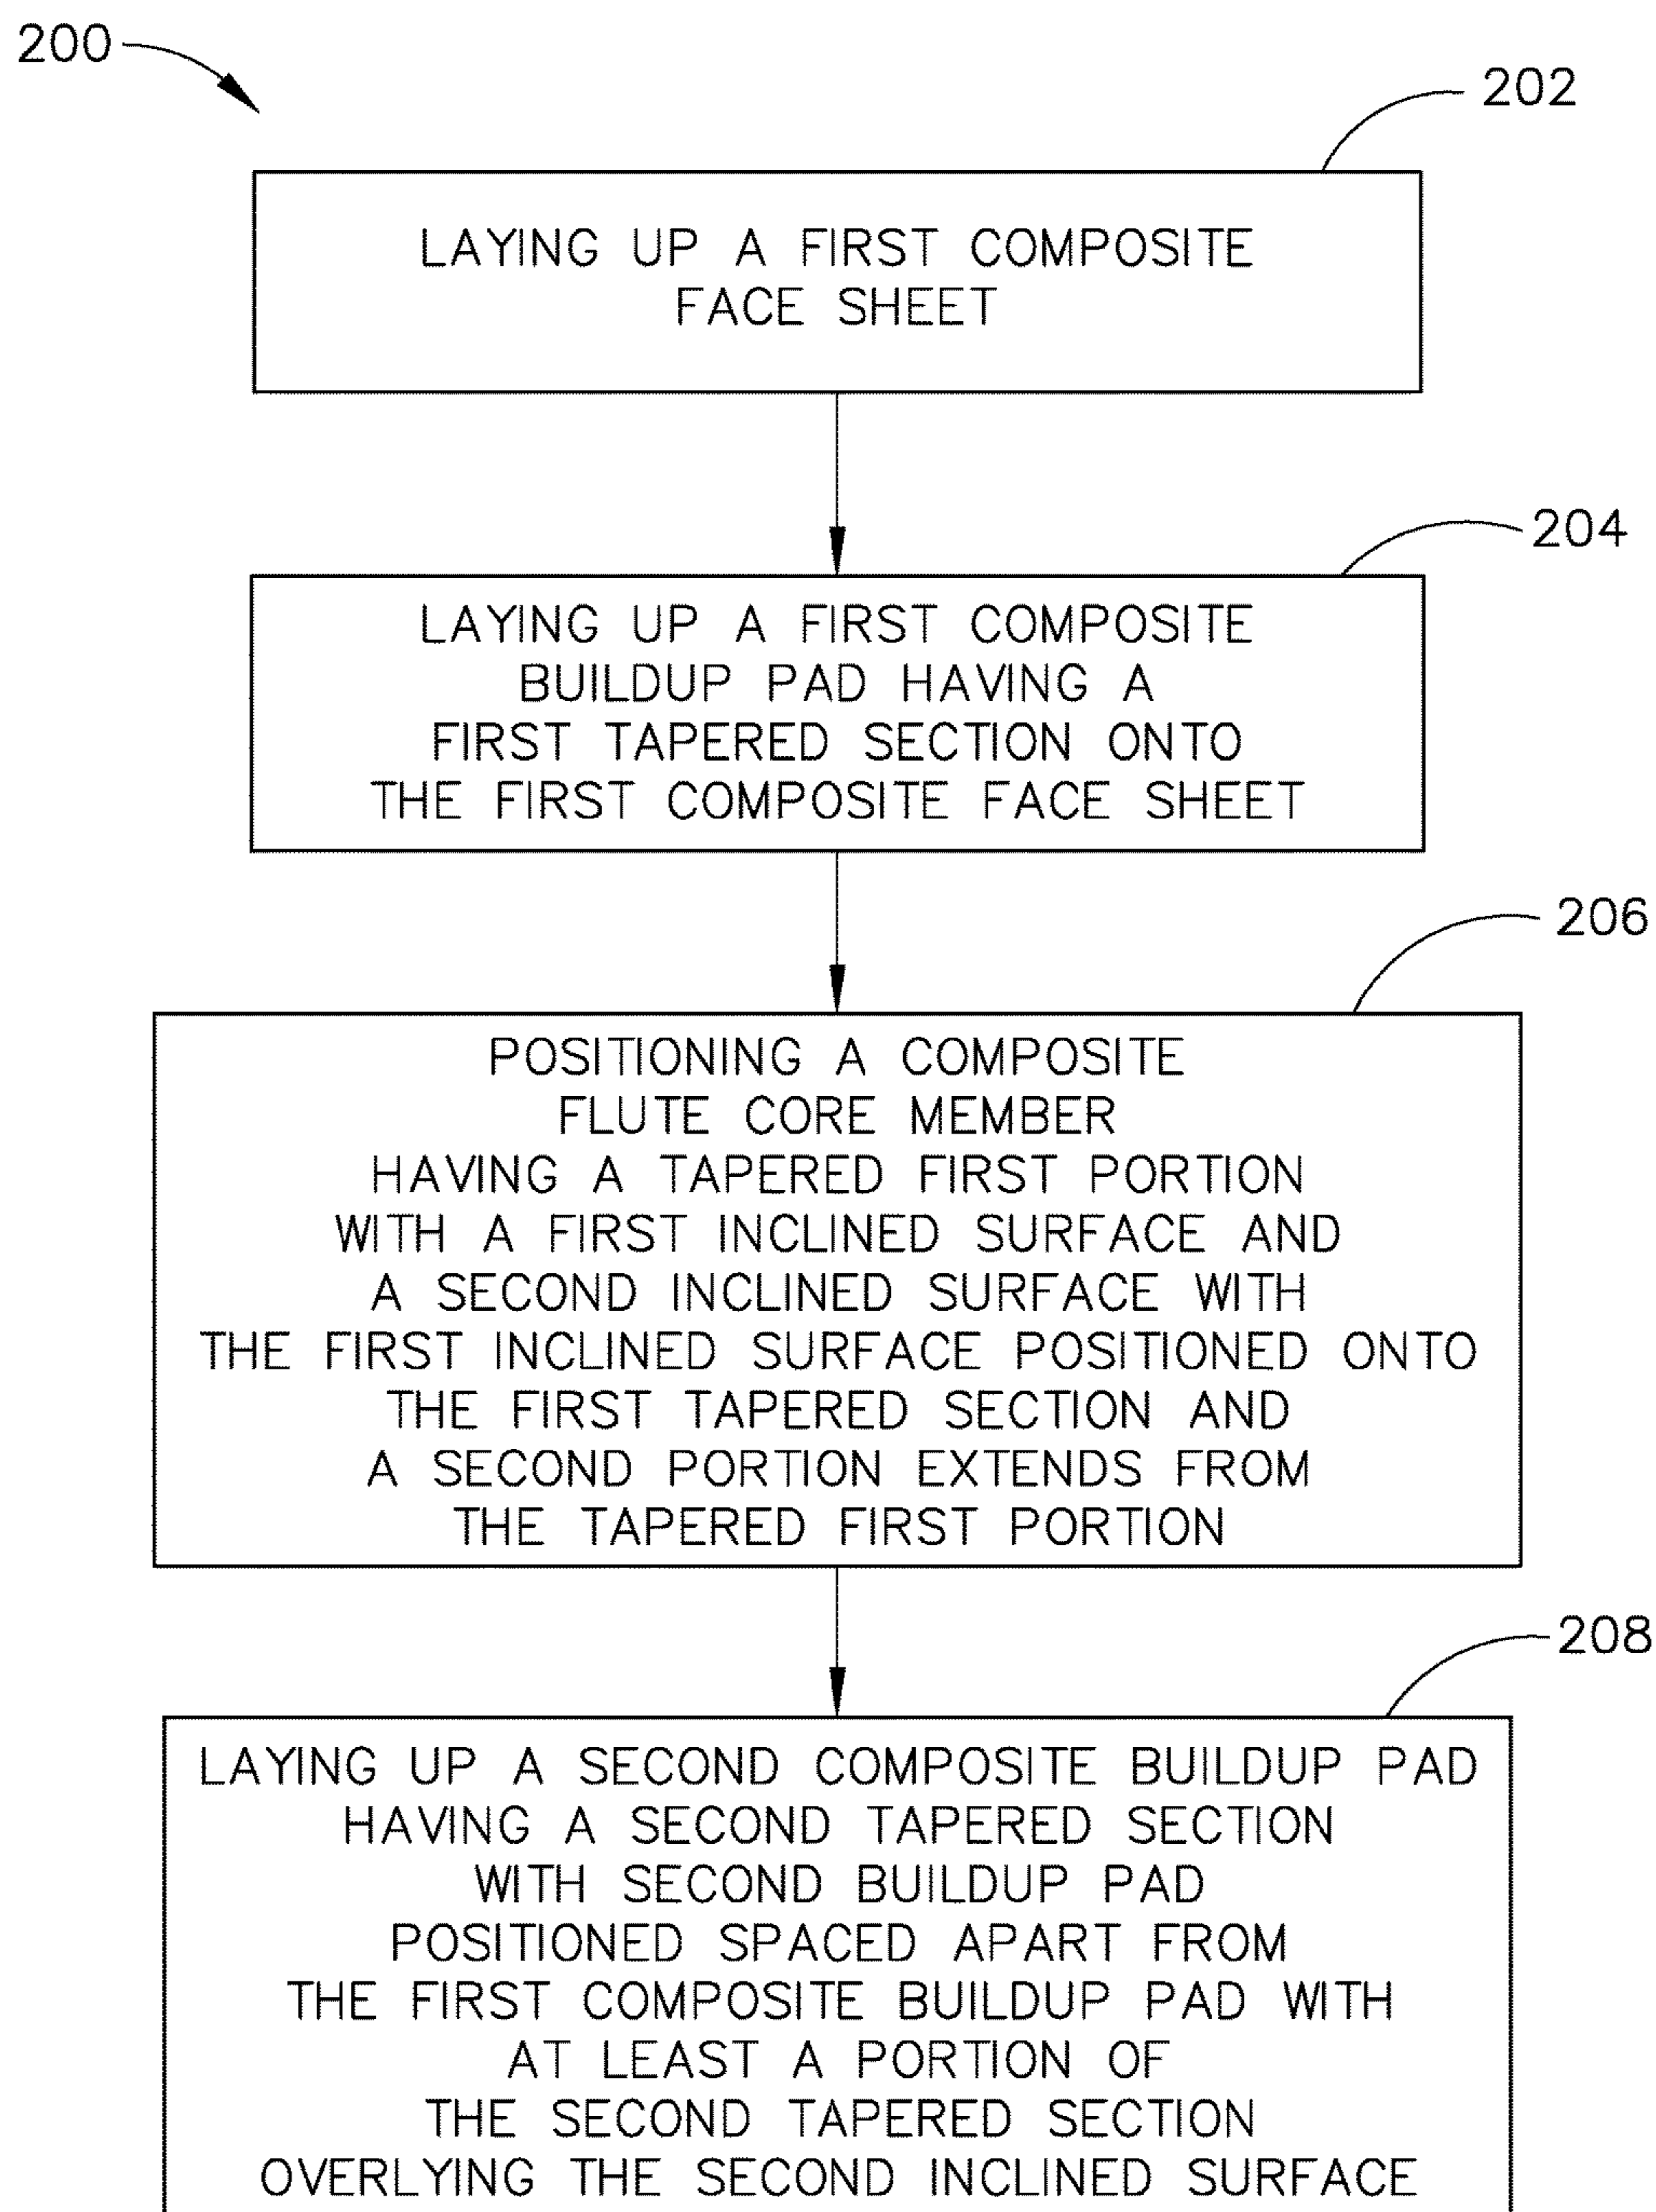 200
202
LAYING UP A FIRST COMPOSITE
FACE SHEET
204
LAYING UP A FIRST COMPOSITE
BUILDUP PAD HAVING A
FIRST TAPERED SECTION ONTO
THE FIRST COMPOSITE FACE SHEET
206
POSITIONING A COMPOSITE
FLUTE CORE MEMBER
HAVING A TAPERED FIRST PORTION
WITH A FIRST INCLINED SURFACE AND
A SECOND INCLINED SURFACE WITH
THE FIRST INCLINED SURFACE POSITIONED ONTO
THE FIRST TAPERED SECTION AND
A SECOND PORTION EXTENDS FROM
THE TAPERED FIRST PORTION
208
LAYING UP A SECOND COMPOSITE BUILDUP PAD
HAVING A SECOND TAPERED SECTION
WITH SECOND BUILDUP PAD
POSITIONED SPACED APART FROM
THE FIRST COMPOSITE BUILDUP PAD WITH
AT LEAST A PORTION OF
THE SECOND TAPERED SECTION
OVERLYING THE SECOND INCLINED SURFACE